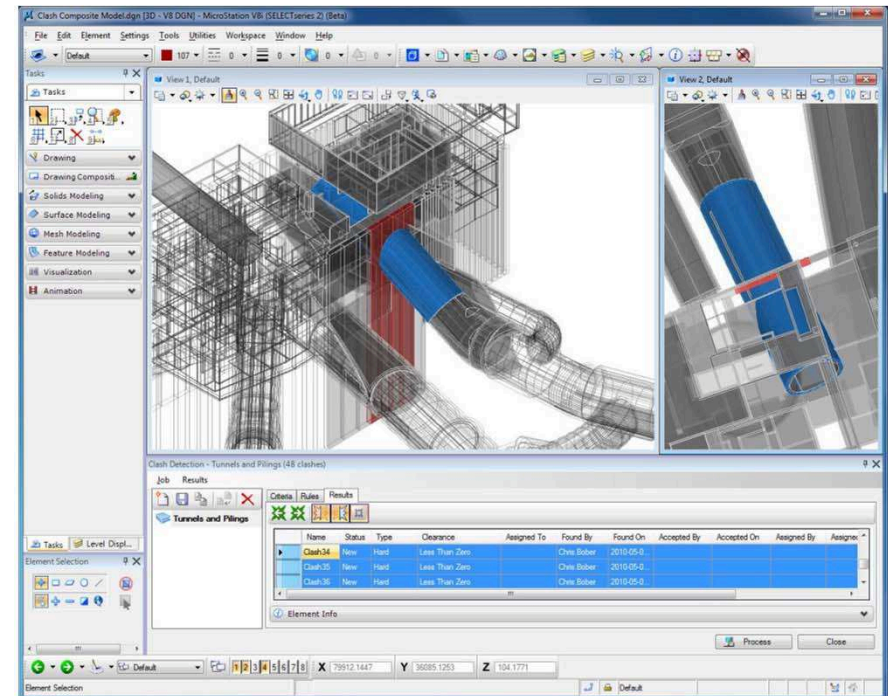 Clash Composite Model.dgn [3D - V8 DGN] - MicroStation V8i (SELECTseries 2) (Beta)
File Edit Element Settings Tools Utilities Workspace Window Help
Default 107 0 0 0 0
Tasks
View 1, Default
View 2, Default
Tasks
Drawing
Drawing Compositi...
Solids Modeling
Surface Modeling
Mesh Modeling
Feature Modeling
Visualization
Animation
Clash Detection - Tunnels and Pilings (48 clashes)
Job Results
Criteria Rules Results
Tunnels and Pilings
Name Status Type Clearance Assigned To Found By Found On Accepted By Accepted On Assigned By Assigne
Clash34 New Hard Less Than Zero Chris Bober 2010-05-0...
Clash35 New Hard Less Than Zero Chris Bober 2010-05-0...
Clash36 New Hard Less Than Zero Chris Bober 2010-05-0...
Element Info
Tasks Level Displ...
Element Selection
Process Close
Default 1 2 3 4 5 6 7 8 X 79912.1447 Y 36085.1253 Z 104.1771
Element Selection Default